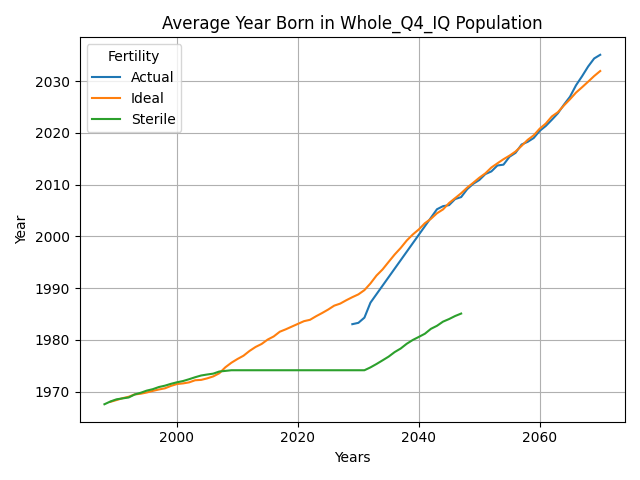 Average Year Born in Whole_Q4_IQ Population
Fertility
Actual
Ideal
Sterile
2030
2020
2010
2000
1990
1980
1970
Year
2000
2020
2040
2060
Years